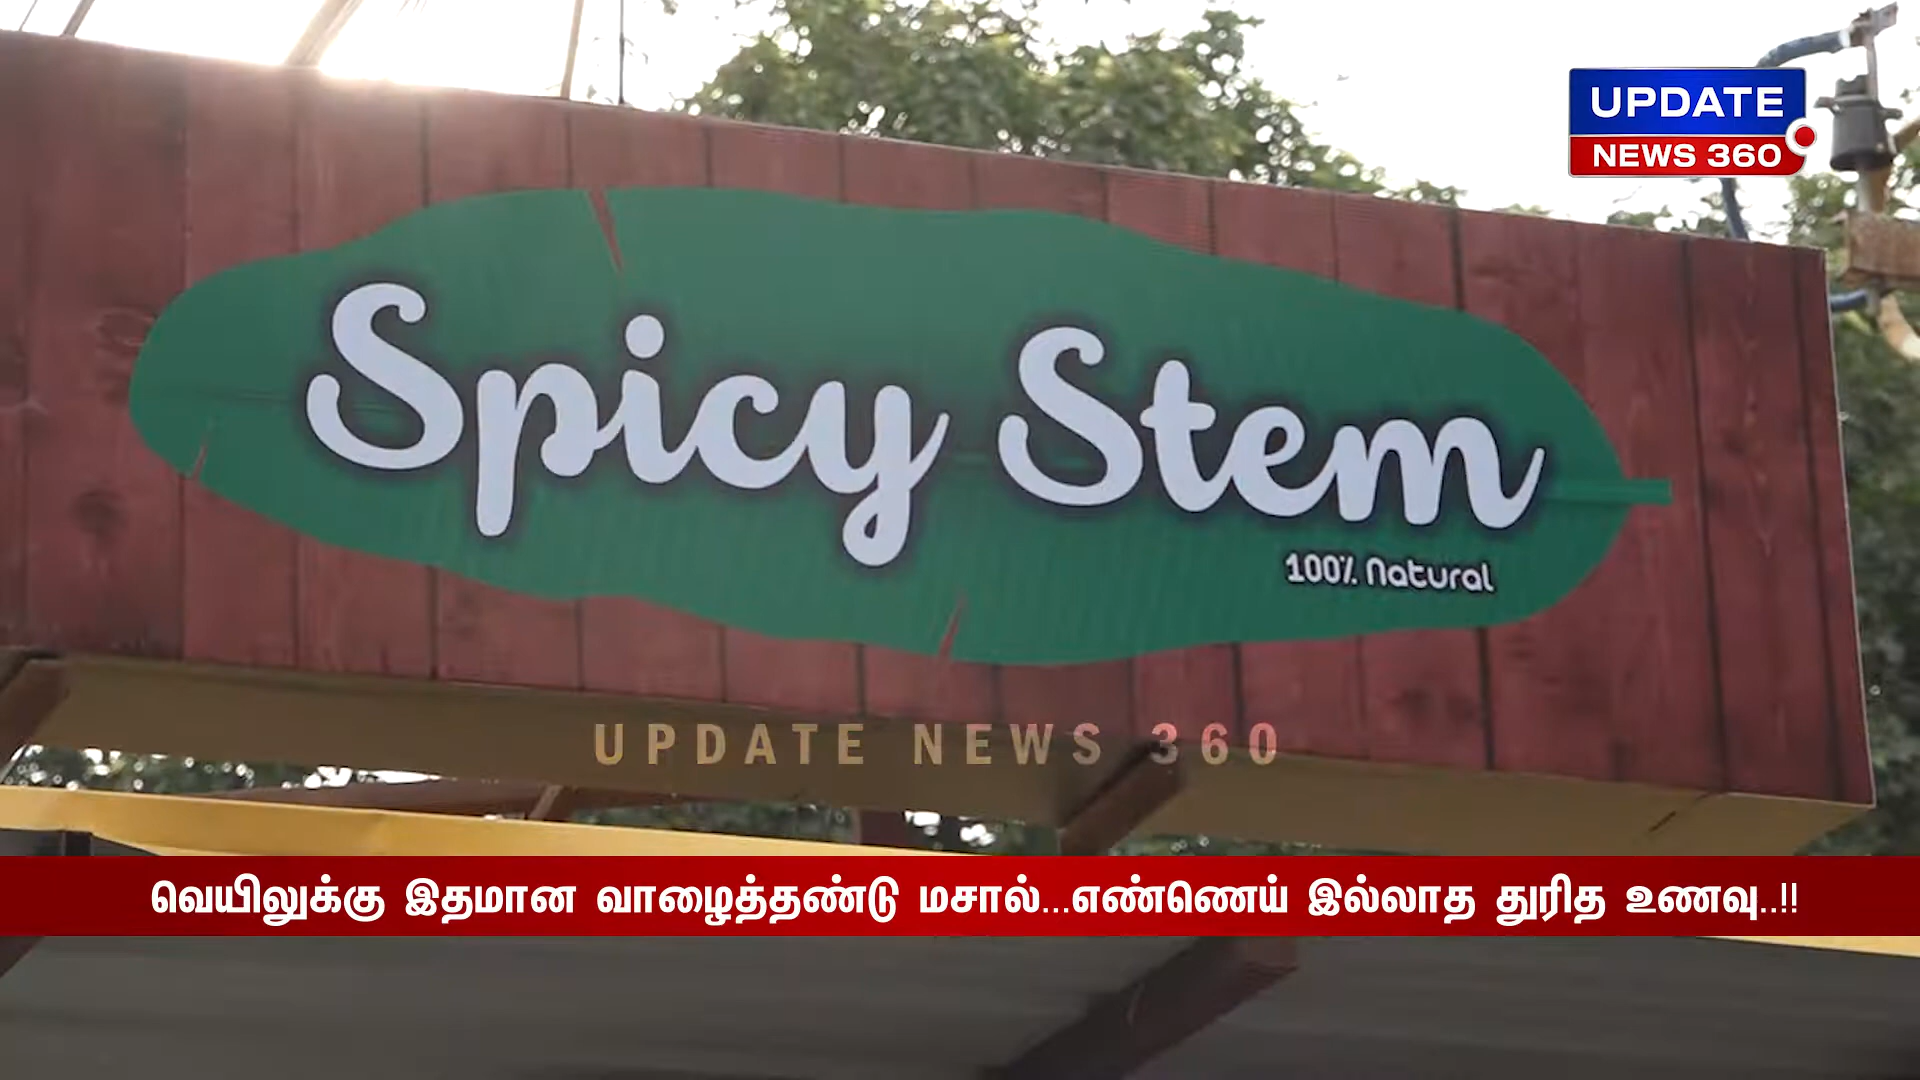 UPDATE
NEWS 360
Spicy Stem
100% Natural
UPDATE NEWS 360
வெயிலுக்கு இதமான வாழைத்தண்டு மசால்...எண்ணெய் இல்லாத துரித உணவு..!!